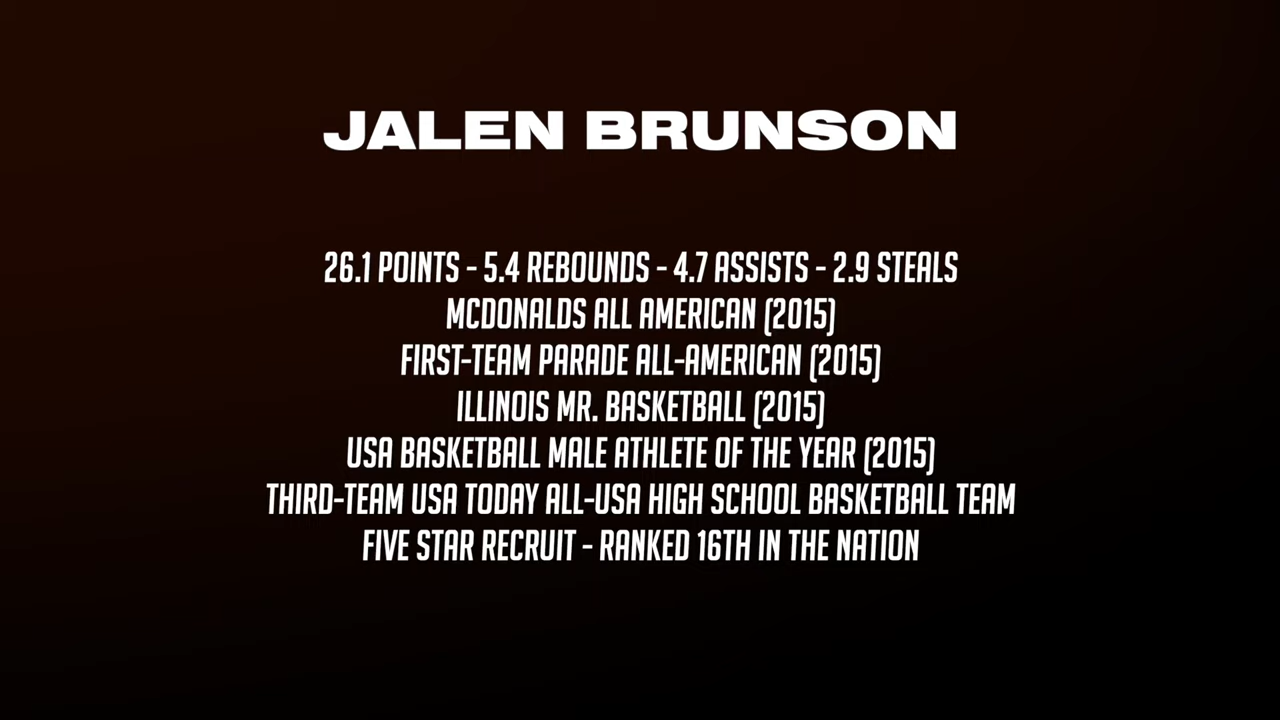 JALEN BRUNSON
26.1 POINTS - 5.4 REBOUNDS - 4.7 ASSISTS - 2.9 STEALS
MCDONALDS ALL AMERICAN (2015)
FIRST-TEAM PARADE ALL-AMERICAN (2015)
ILLINOIS MR. BASKETBALL (2015)
USA BASKETBALL MALE ATHLETE OF THE YEAR (2015)
THIRD-TEAM USA TODAY ALL-USA HIGH SCHOOL BASKETBALL TEAM
FIVE STAR RECRUIT - RANKED 16TH IN THE NATION